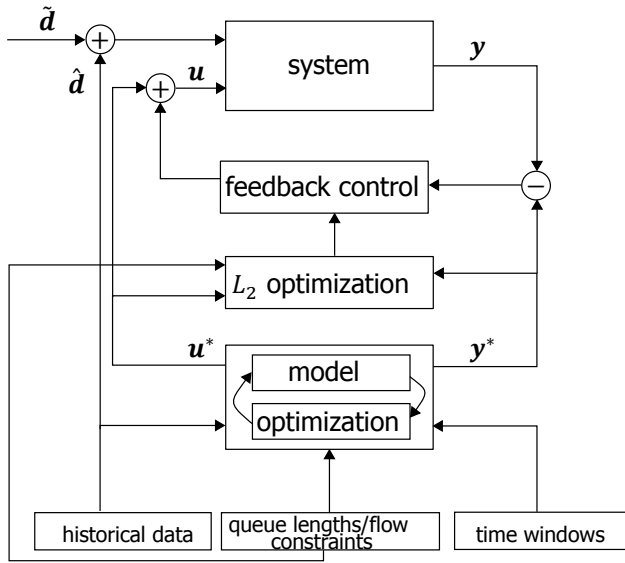 d̃
d̂
u
system
y
+
+
feedback control
−
L₂ optimization
u*
y*
model
optimization
historical data
queue lengths/flow
constraints
time windows